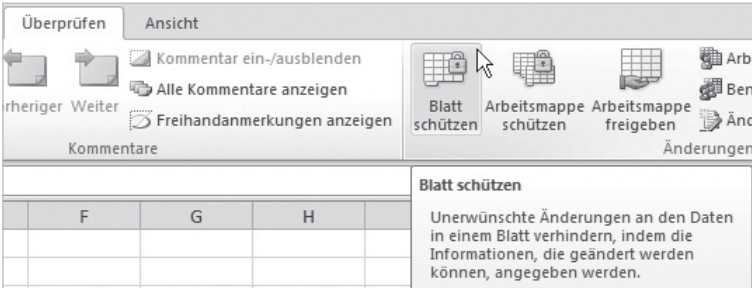 Überprüfen Ansicht
Kommentar ein-/ausblenden
Alle Kommentare anzeigen
Freihandanmerkungen anzeigen
Weiter
Kommentare
Blatt schützen
Arbeitsmappe schützen
Arbeitsmappe freigeben
Änderungen
F G H
Blatt schützen
Unerwünschte Änderungen an den Daten
in einem Blatt verhindern, indem die
Informationen, die geändert werden
können, angegeben werden.